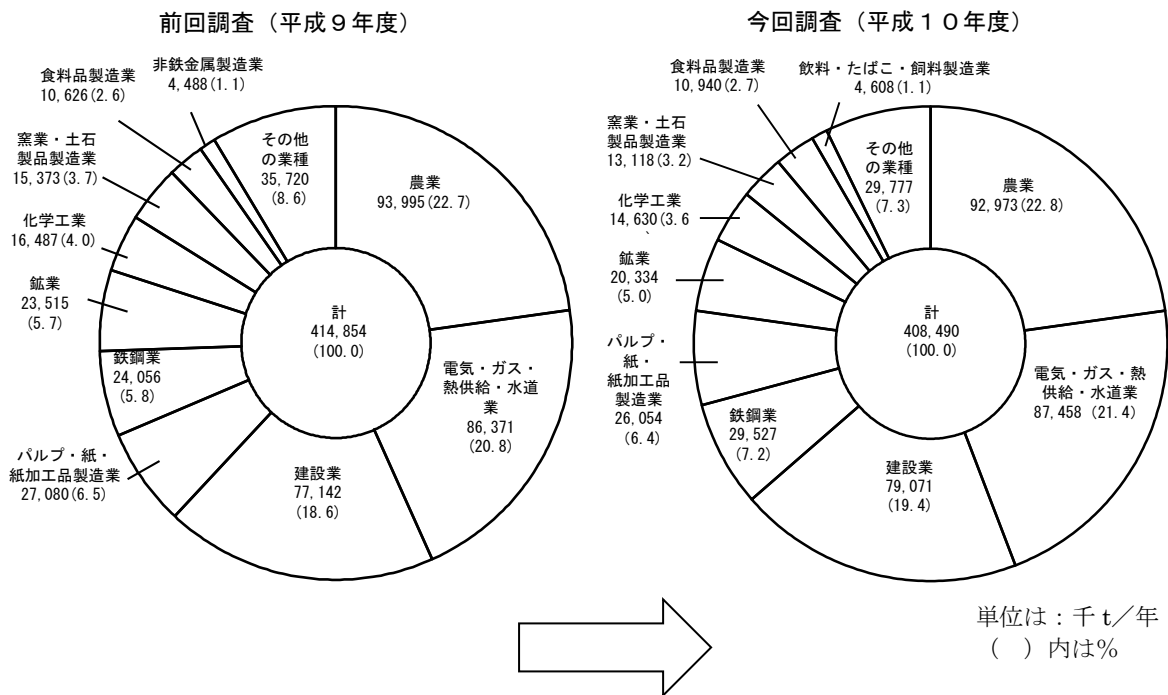 前回調査（平成９年度）
非鉄金属製造業
4,488(1.1)
食料品製造業
10,626(2.6)
窯業・土石
製品製造業
15,373(3.7)
化学工業
16,487(4.0)
鉱業
23,515
(5.7)
鉄鋼業
24,056
(5.8)
パルプ・紙・
紙加工品製造業
27,080(6.5)
建設業
77,142
(18.6)
電気・ガス・
熱供給・水道
業
86,371
(20.8)
農業
93,995(22.7)
その他
の業種
35,720
(8.6)
計
414,854
(100.0)
今回調査（平成１０年度）
飲料・たばこ・飼料製造業
4,608(1.1)
食料品製造業
10,940(2.7)
窯業・土石
製品製造業
13,118(3.2)
化学工業
14,630(3.6
鉱業
20,334
(5.0)
パルプ・
紙・
紙加工品
製造業
26,054
(6.4)
鉄鋼業
29,527
(7.2)
建設業
79,071
(19.4)
電気・ガス・熱
供給・水道業
87,458 (21.4)
農業
92,973(22.8)
その他
の業種
29,777
(7.3)
計
408,490
(100.0)
単位は：千t／年
（　）内は％